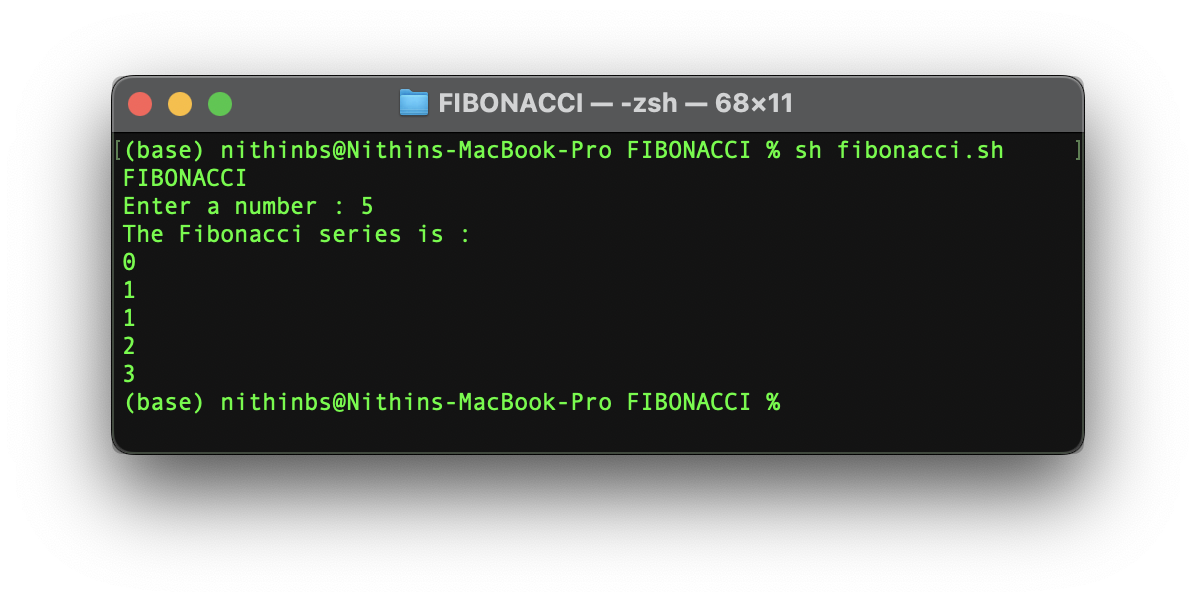 FIBONACCI — -zsh — 68×11
[(base) nithinbs@Nithins-MacBook-Pro FIBONACCI % sh fibonacci.sh ]
FIBONACCI
Enter a number : 5
The Fibonacci series is :
0
1
1
2
3
(base) nithinbs@Nithins-MacBook-Pro FIBONACCI %